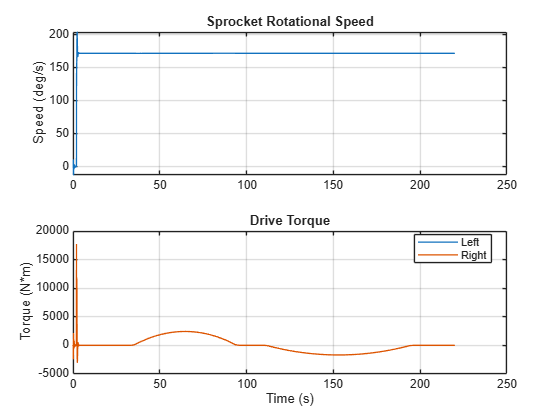 Sprocket Rotational Speed
Speed (deg/s)
200
150
100
50
0
0 50 100 150 200 250
Drive Torque
Torque (N*m)
20000
15000
10000
5000
0
-5000
Left
Right
0 50 100 150 200 250
Time (s)